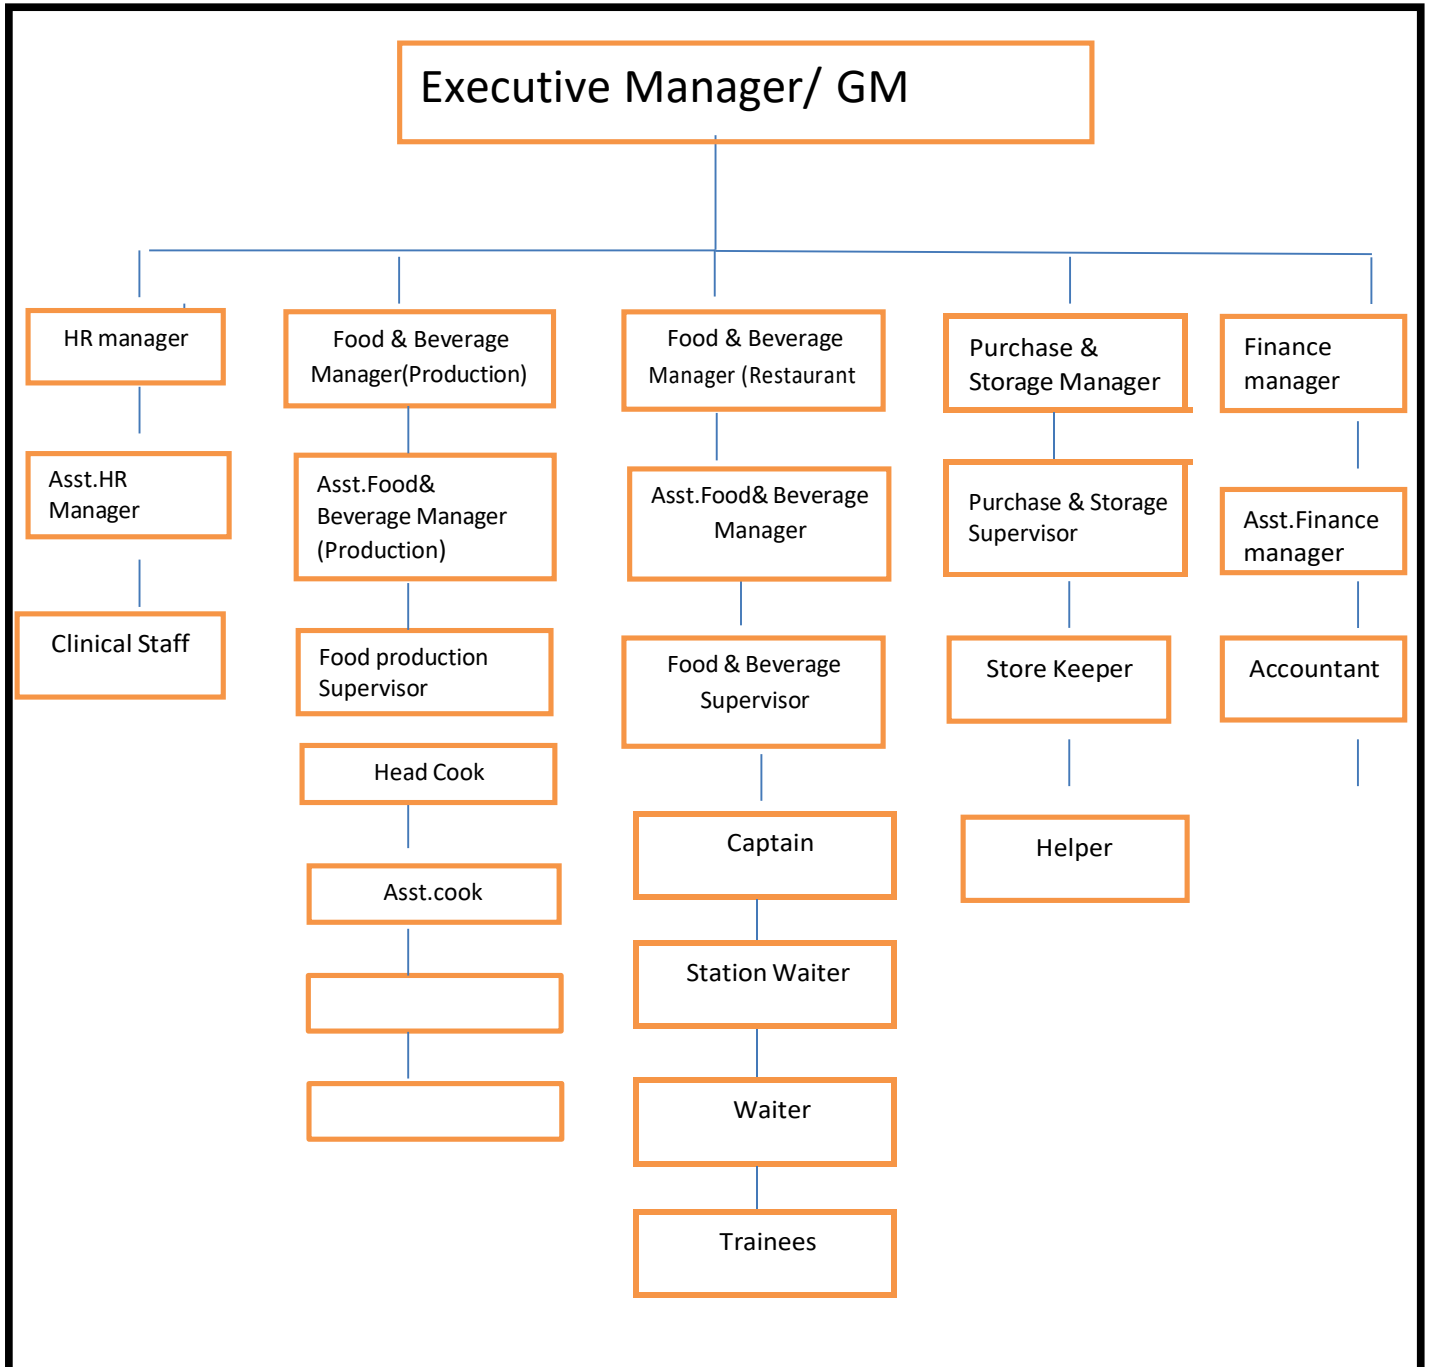 Executive Manager/ GM
HR manager
Food & Beverage
Manager(Production)
Food & Beverage
Manager (Restaurant
Purchase &
Storage Manager
Finance
manager
Asst.HR
Manager
Asst.Food&
Beverage Manager
(Production)
Asst.Food& Beverage
Manager
Purchase & Storage
Supervisor
Asst.Finance
manager
Clinical Staff
Food production
Supervisor
Food & Beverage
Supervisor
Store Keeper
Accountant
Head Cook
Captain
Helper
Asst.cook
Station Waiter
Waiter
Trainees